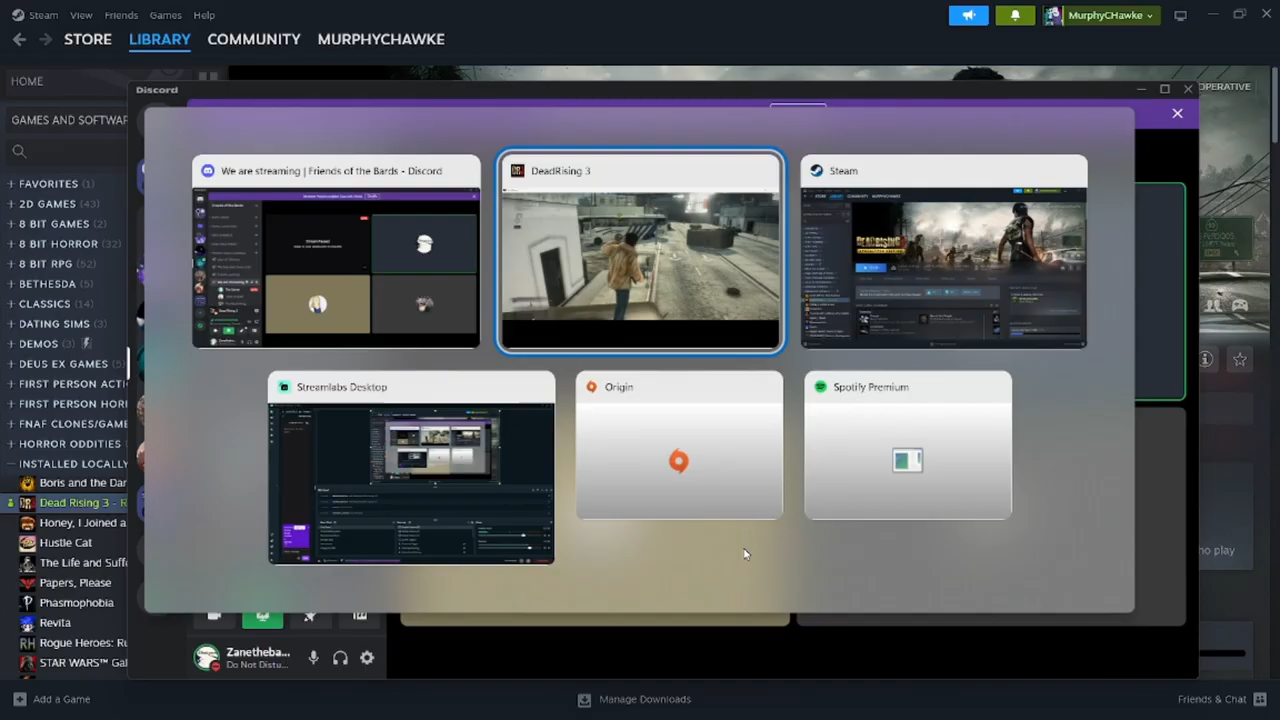 Steam View Friends Games Help
MurphyCHawke
STORE LIBRARY COMMUNITY MURPHYCHAWKE
HOME
Discord
OPERATIVE
GAMES AND SOFTWAR
We are streaming | Friends of the Bards - Discord
DeadRising 3
Steam
+ FAVORITES (1)
+ 2D GAMES (43)
+ 8 BIT GAMES (2)
+ 8 BIT HORROR (32)
+ 8 BIT RPG (52)
+ BETHESDA (5)
+ CLASSICS (14)
+ DATING SIMS (3)
+ DEMOS (3)
+ DEUS EX GAMES (5
+ FIRST PERSON ACTI
+ FIRST PERSON HOR
+ FNAF CLONES/GAM
+ HORROR ODDITIES
— INSTALLED LOCALLY
Streamlabs Desktop
Origin
Spotify Premium
Boris and the Dar
Dead Rising 3 - R
Honey, I Joined a
Hustle Cat
The Life and Suff
Papers, Please
Phasmophobia
Revita
Rogue Heroes: Ru
STAR WARS™ Gal
no play
Zanetheba...
Do Not Distu...
Add a Game
Manage Downloads
Friends & Chat